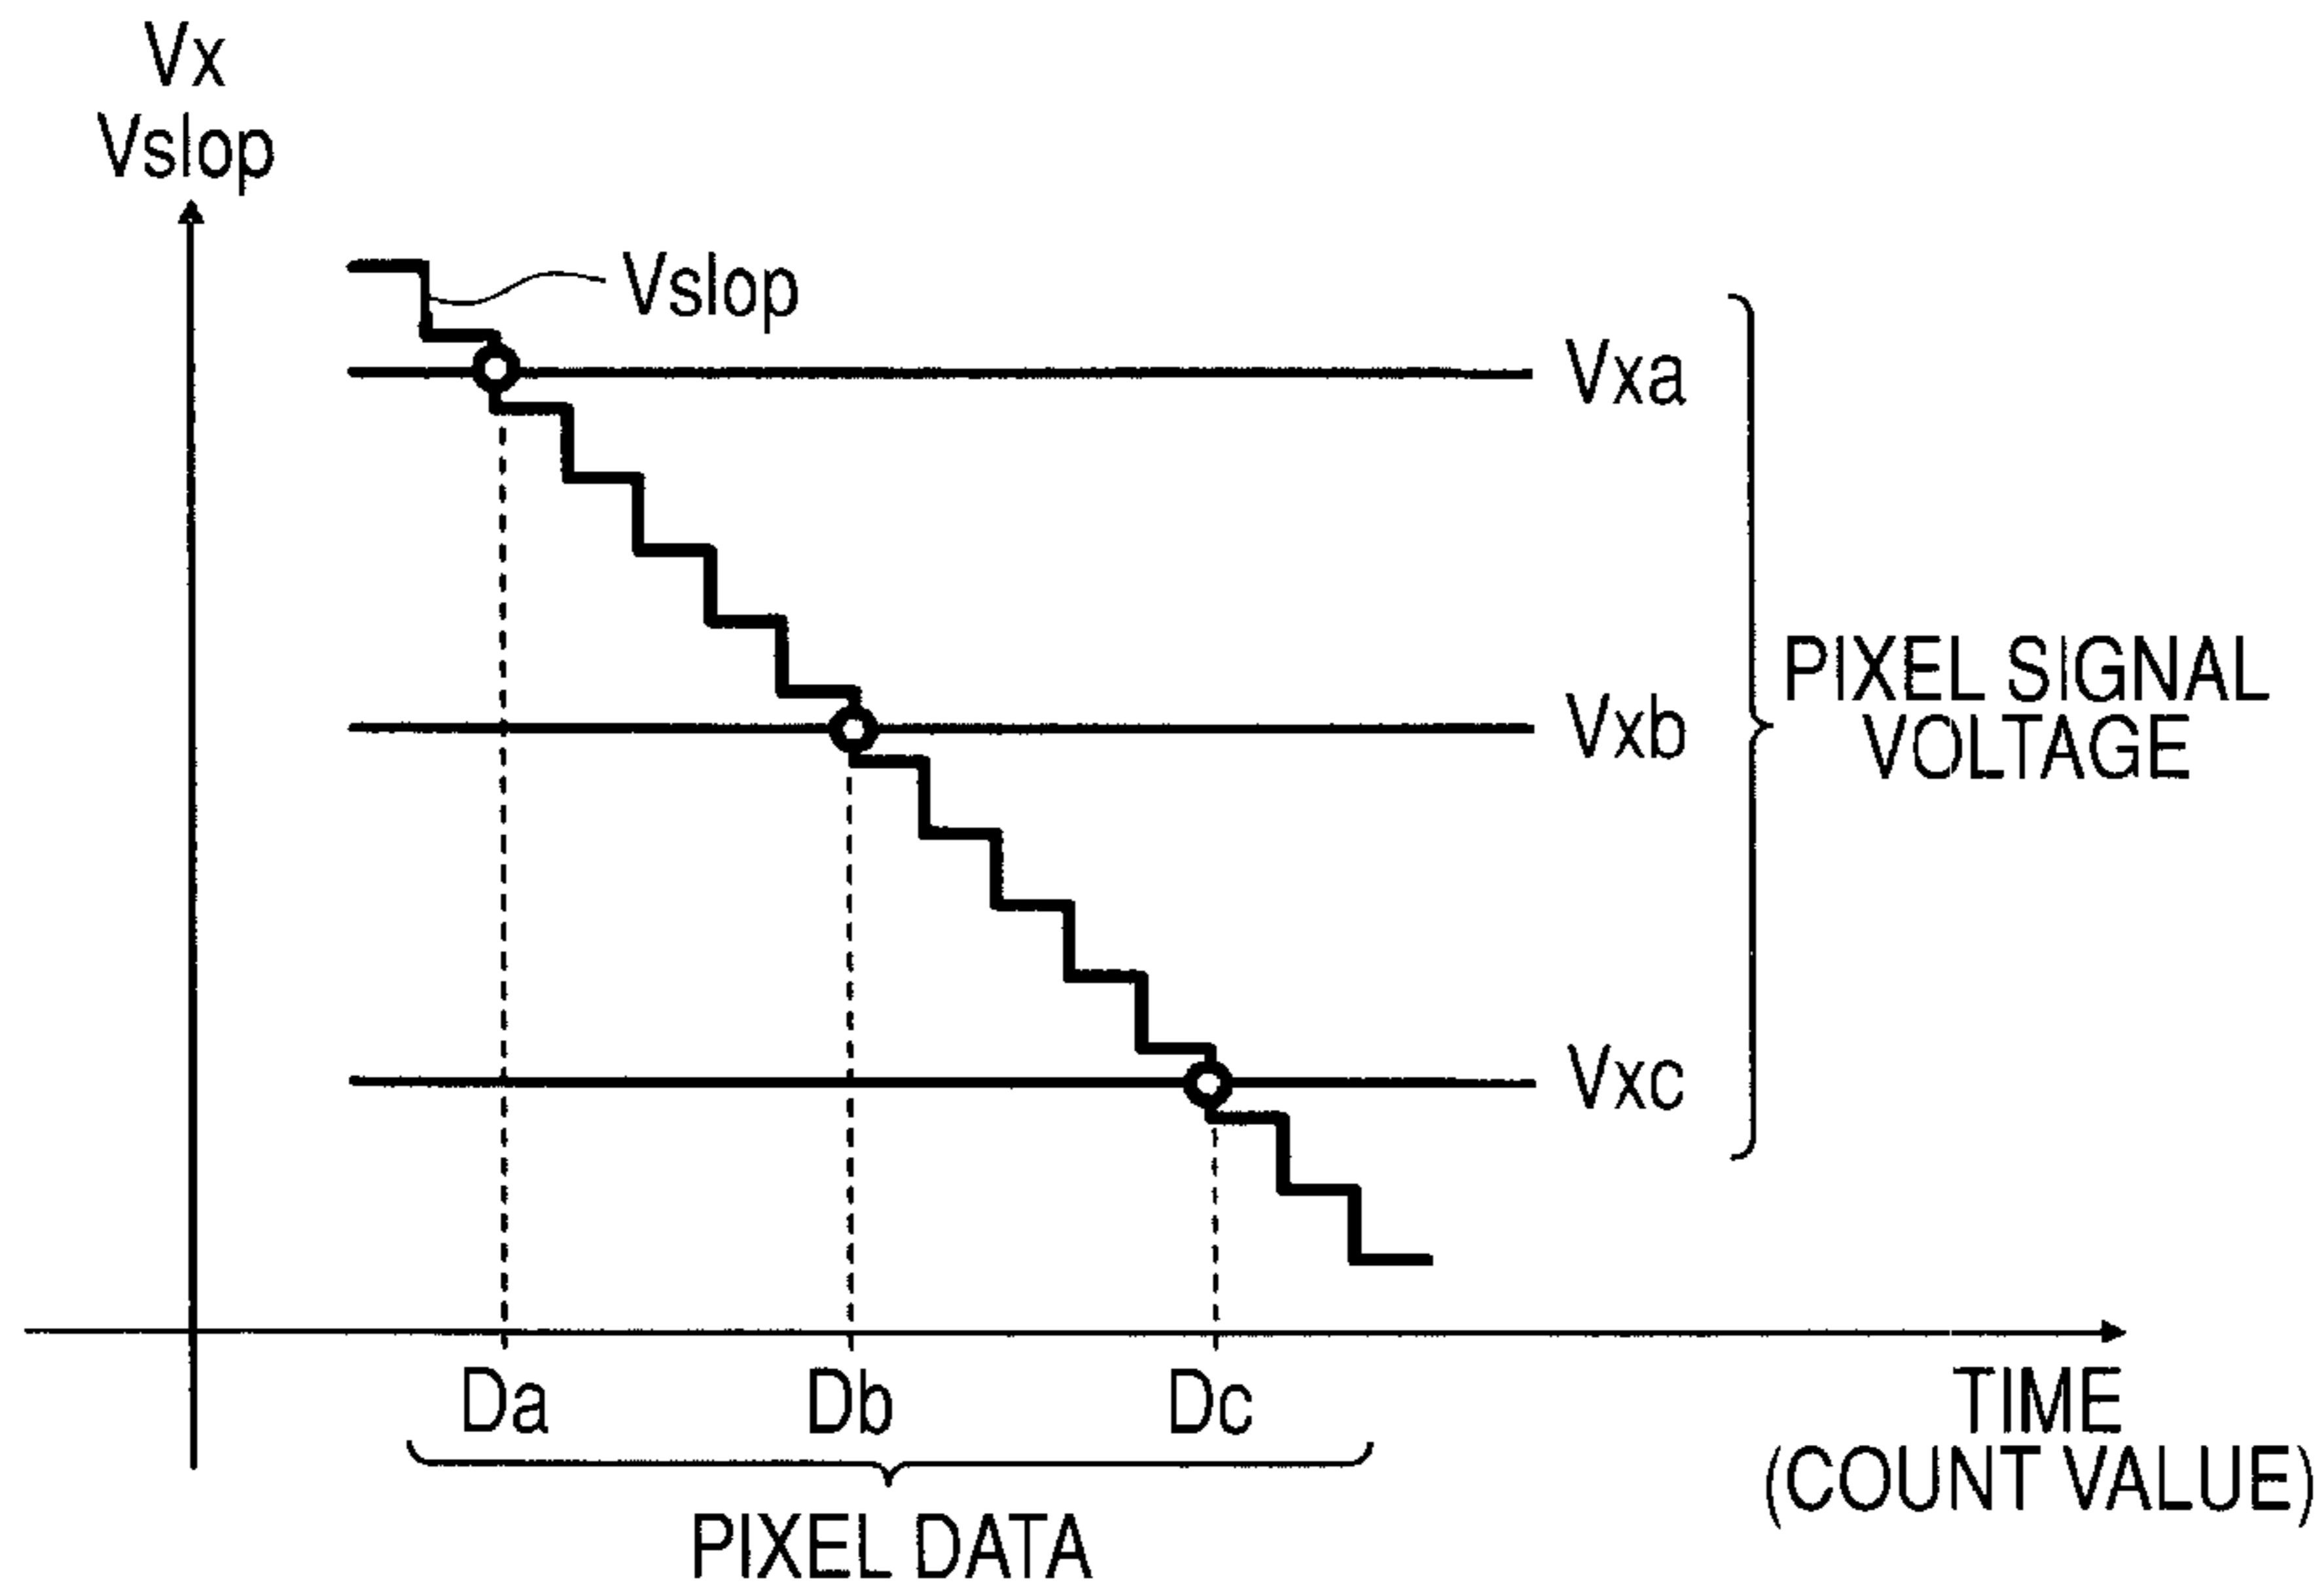 Vx
Vslop
Vslop
Vxa
Vxb
Vxc
PIXEL SIGNAL
VOLTAGE
Da
Db
Dc
TIME
(COUNT VALUE)
PIXEL DATA